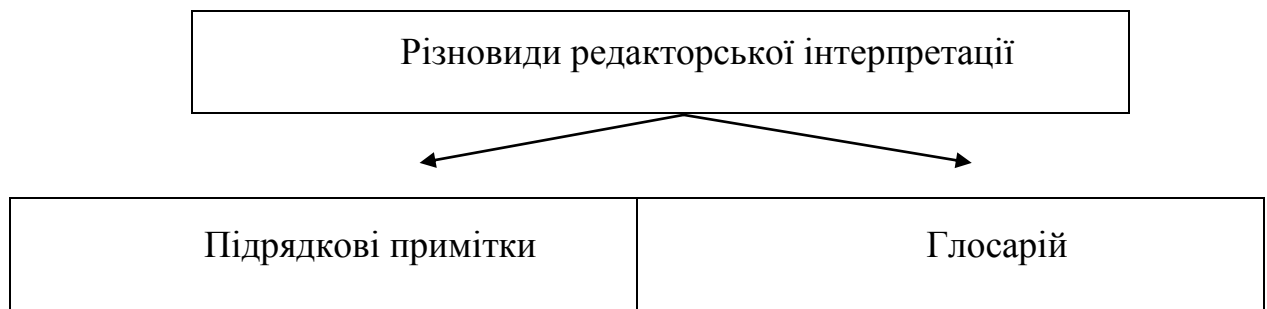 Різновиди редакторської інтерпретації
Підрядкові примітки
Глосарій